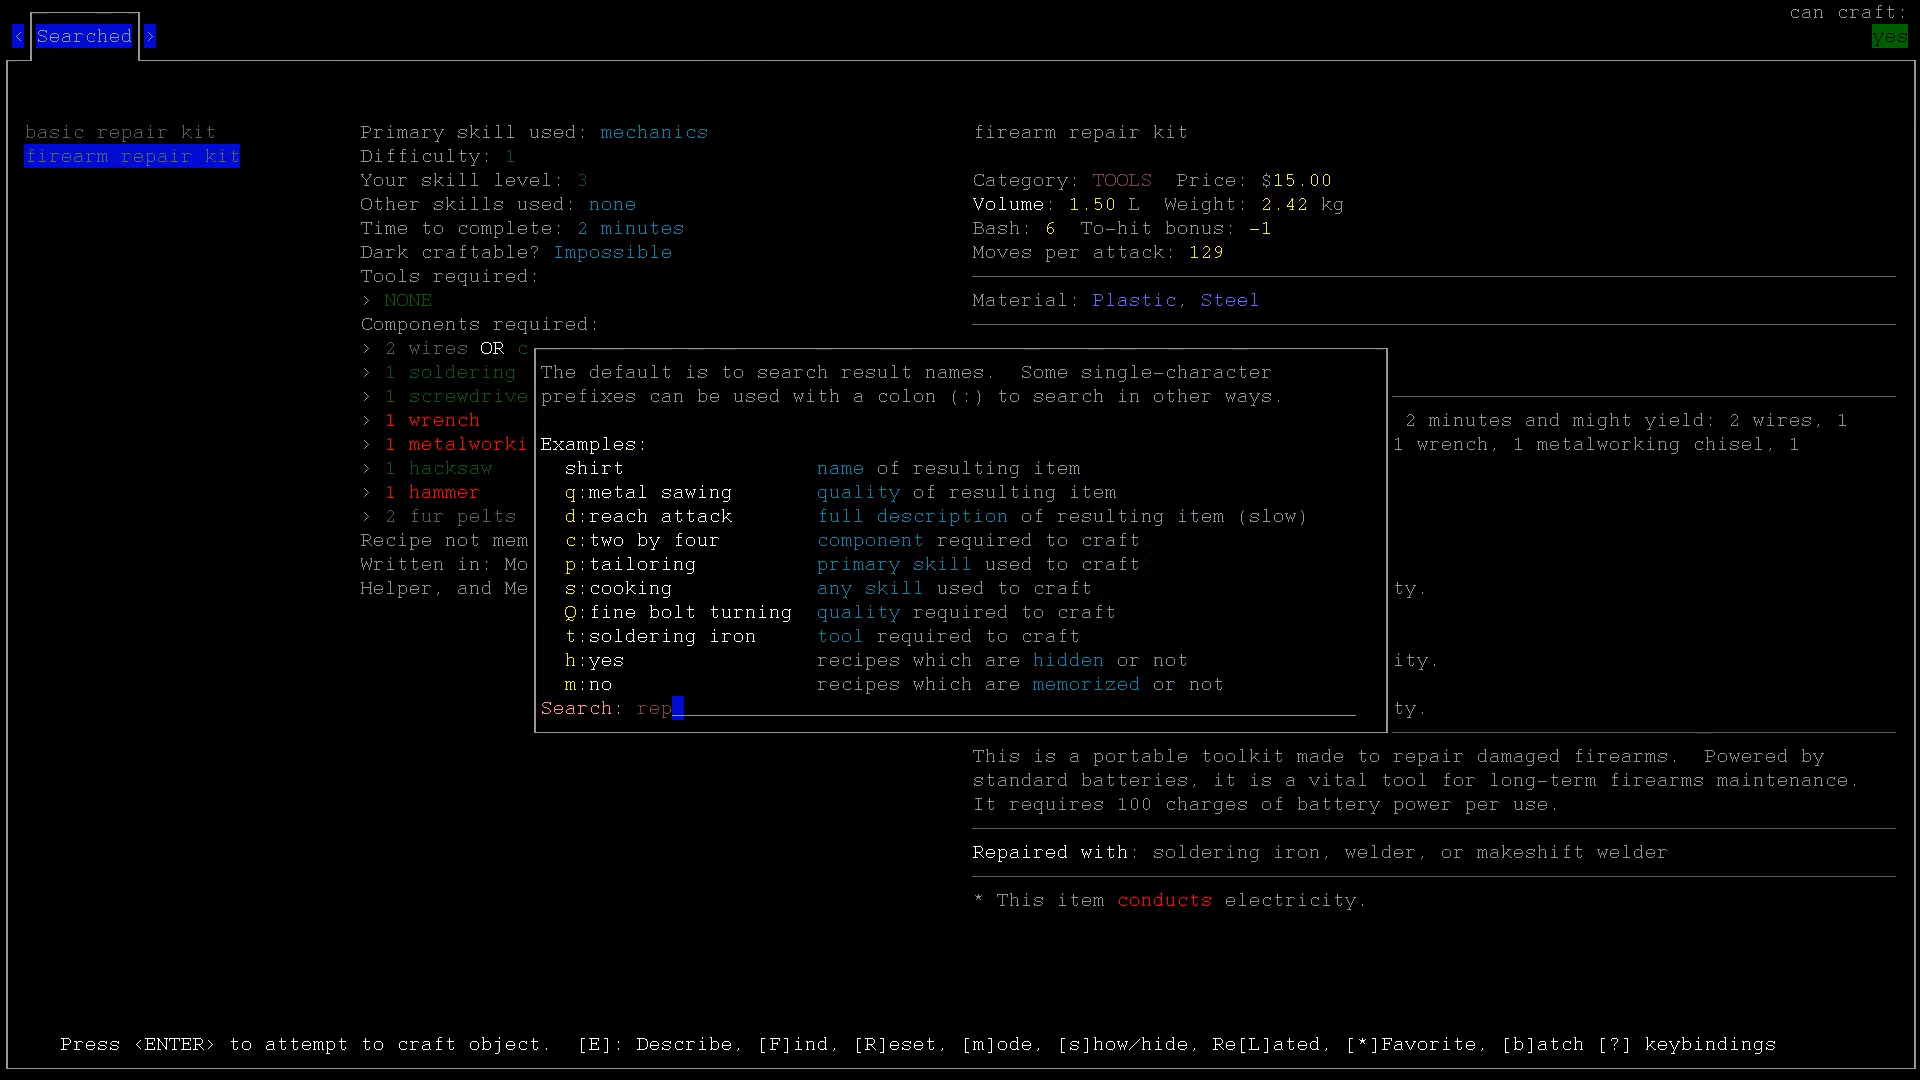 can craft:
< Searched >
yes
basic repair kit
firearm repair kit
Primary skill used: mechanics
Difficulty: 1
Your skill level: 3
Other skills used: none
Time to complete: 2 minutes
Dark craftable? Impossible
Tools required:
> NONE
Components required:
> 2 wires OR c
> 1 soldering
> 1 screwdrive
> 1 wrench
> 1 metalworki
> 1 hacksaw
> 1 hammer
> 2 fur pelts
Recipe not mem
Written in: Mo
Helper, and Me
The default is to search result names.  Some single-character
prefixes can be used with a colon (:) to search in other ways.
Examples:
shirt name of resulting item
q:metal sawing quality of resulting item
d:reach attack full description of resulting item (slow)
c:two by four component required to craft
p:tailoring primary skill used to craft
s:cooking any skill used to craft
Q:fine bolt turning quality required to craft
t:soldering iron tool required to craft
h:yes recipes which are hidden or not
m:no recipes which are memorized or not
Search: rep
firearm repair kit
Category: TOOLS  Price: $15.00
Volume: 1.50 L  Weight: 2.42 kg
Bash: 6  To-hit bonus: -1
Moves per attack: 129
Material: Plastic, Steel
2 minutes and might yield: 2 wires, 1
1 wrench, 1 metalworking chisel, 1
ty.
ity.
ty.
This is a portable toolkit made to repair damaged firearms.  Powered by
standard batteries, it is a vital tool for long-term firearms maintenance.
It requires 100 charges of battery power per use.
Repaired with: soldering iron, welder, or makeshift welder
* This item conducts electricity.
Press <ENTER> to attempt to craft object.  [E]: Describe, [F]ind, [R]eset, [m]ode, [s]how/hide, Re[L]ated, [*]Favorite, [b]atch [?] keybindings